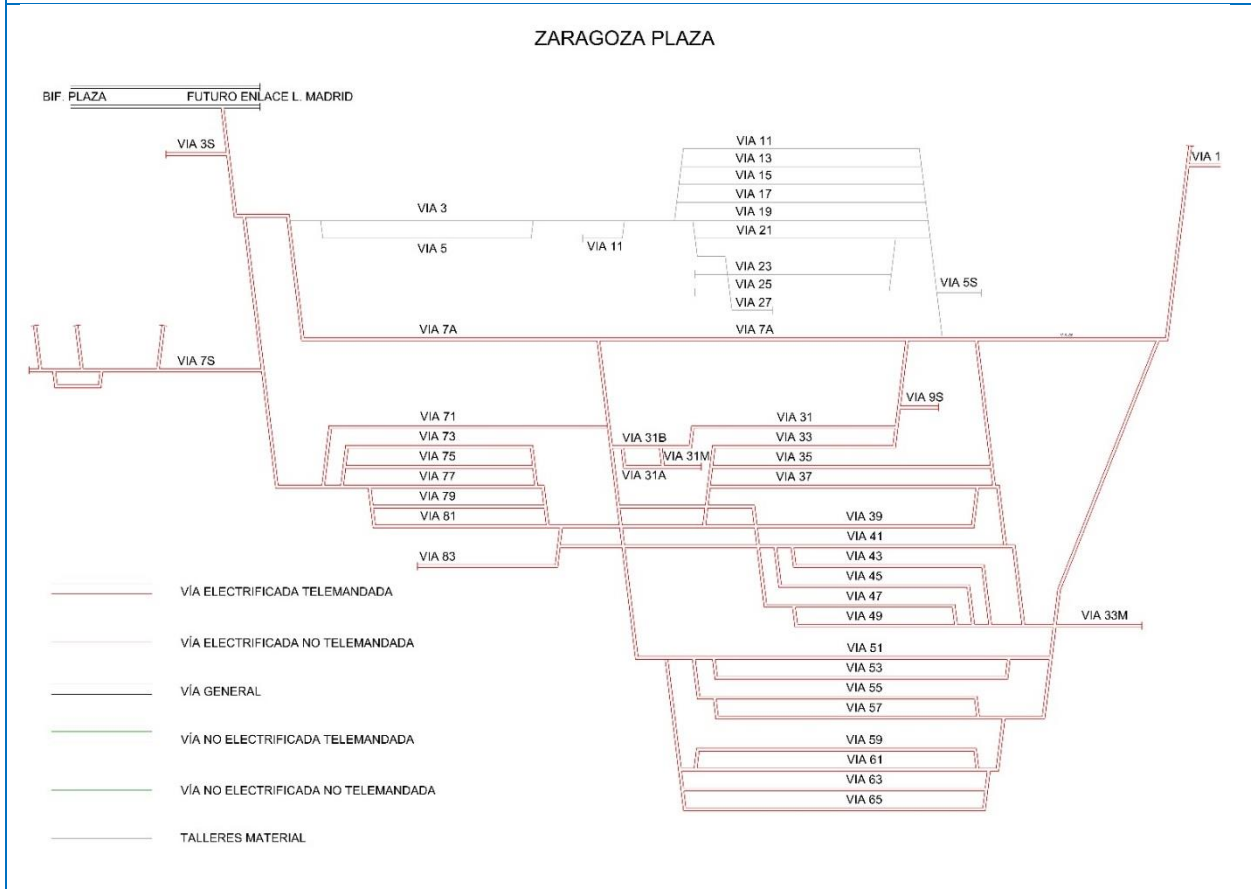 ZARAGOZA PLAZA
BIF. PLAZA
FUTURO ENLACE L. MADRID
VIA 3S
VIA 11
VIA 13
VIA 15
VIA 17
VIA 19
VIA 21
VIA 1
VIA 3
VIA 5
VIA 11
VIA 23
VIA 25
VIA 27
VIA 5S
VIA 7A
VIA 7A
VIA 7S
VIA 9S
VIA 71
VIA 73
VIA 75
VIA 77
VIA 79
VIA 81
VIA 83
VIA 31B
VIA 31M
VIA 31A
VIA 31
VIA 33
VIA 35
VIA 37
VIA 39
VIA 41
VIA 43
VIA 45
VIA 47
VIA 49
VIA 33M
VIA 51
VIA 53
VIA 55
VIA 57
VIA 59
VIA 61
VIA 63
VIA 65
VÍA ELECTRIFICADA TELEMANDADA
VÍA ELECTRIFICADA NO TELEMANDADA
VÍA GENERAL
VÍA NO ELECTRIFICADA TELEMANDADA
VÍA NO ELECTRIFICADA NO TELEMANDADA
TALLERES MATERIAL